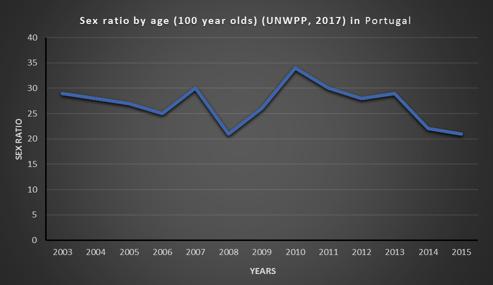 Sex ratio by age (100 year olds) (UNWPP, 2017) in Portugal
40
35
30
25
20
15
10
5
0
SEX RATIO
2003 2004 2005 2006 2007 2008 2009 2010 2011 2012 2013 2014 2015
YEARS